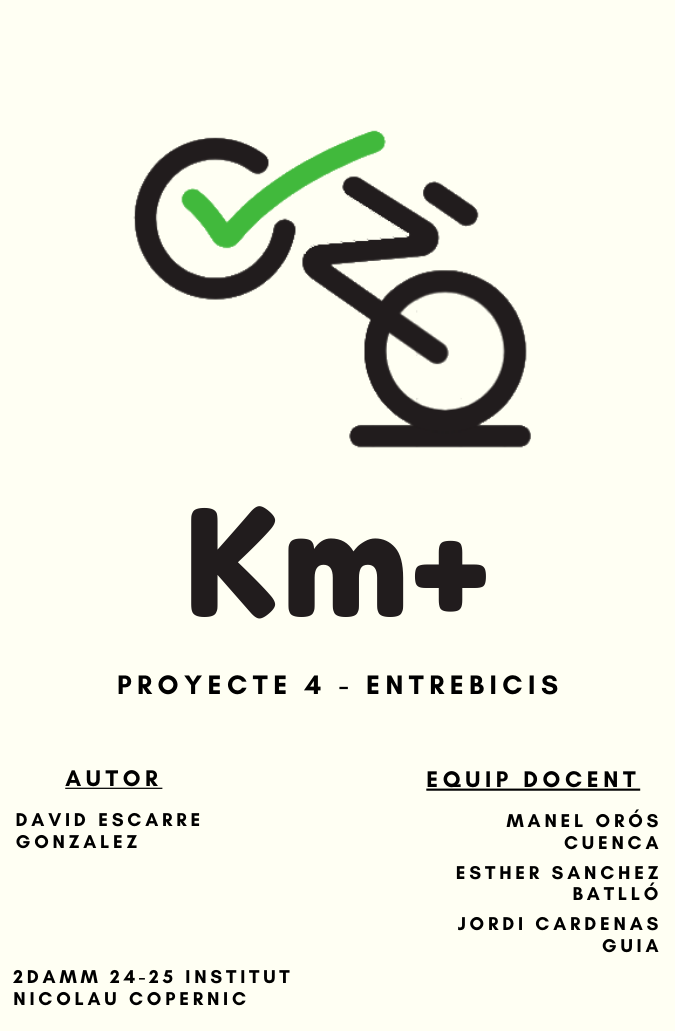 Km+
PROYECTE 4 - ENTREBICIS
AUTOR
DAVID ESCARRE
GONZALEZ
EQUIP DOCENT
MANEL ORÓS
CUENCA
ESTHER SANCHEZ
BATLLÓ
JORDI CARDENAS
GUIA
2DAMM 24-25 INSTITUT
NICOLAU COPERNIC